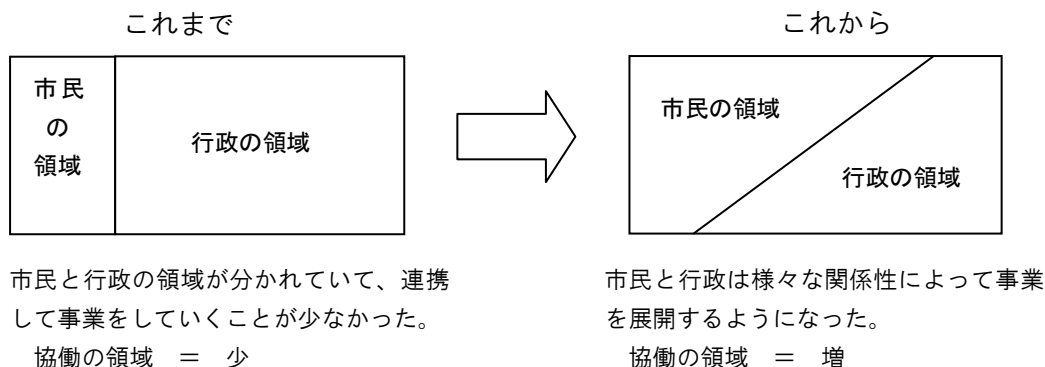 これまで
市民
の
領域
行政の領域
市民と行政の領域が分かれていて、連携
して事業をしていくことが少なかった。
協働の領域　＝　少
これから
市民の領域
行政の領域
市民と行政は様々な関係性によって事業
を展開するようになった。
協働の領域　＝　増